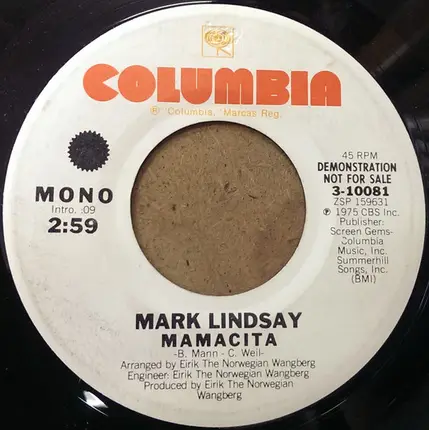 COLUMBIA
® "Columbia," Marcas Reg.
45 RPM
DEMONSTRATION
NOT FOR SALE
3-10081
ZSP 159631
℗ 1975 CBS Inc.
Publisher:
Screen Gems-
Columbia
Music, Inc.
Summerhill
Songs, Inc.
(BMI)
MONO
Intro. :09
2:59
MARK LINDSAY
MAMACITA
-B. Mann - C. Weil-
Arranged by Eirik The Norwegian Wangberg
Engineer: Eirik The Norwegian Wangberg
Produced by Eirik The Norwegian
Wangberg